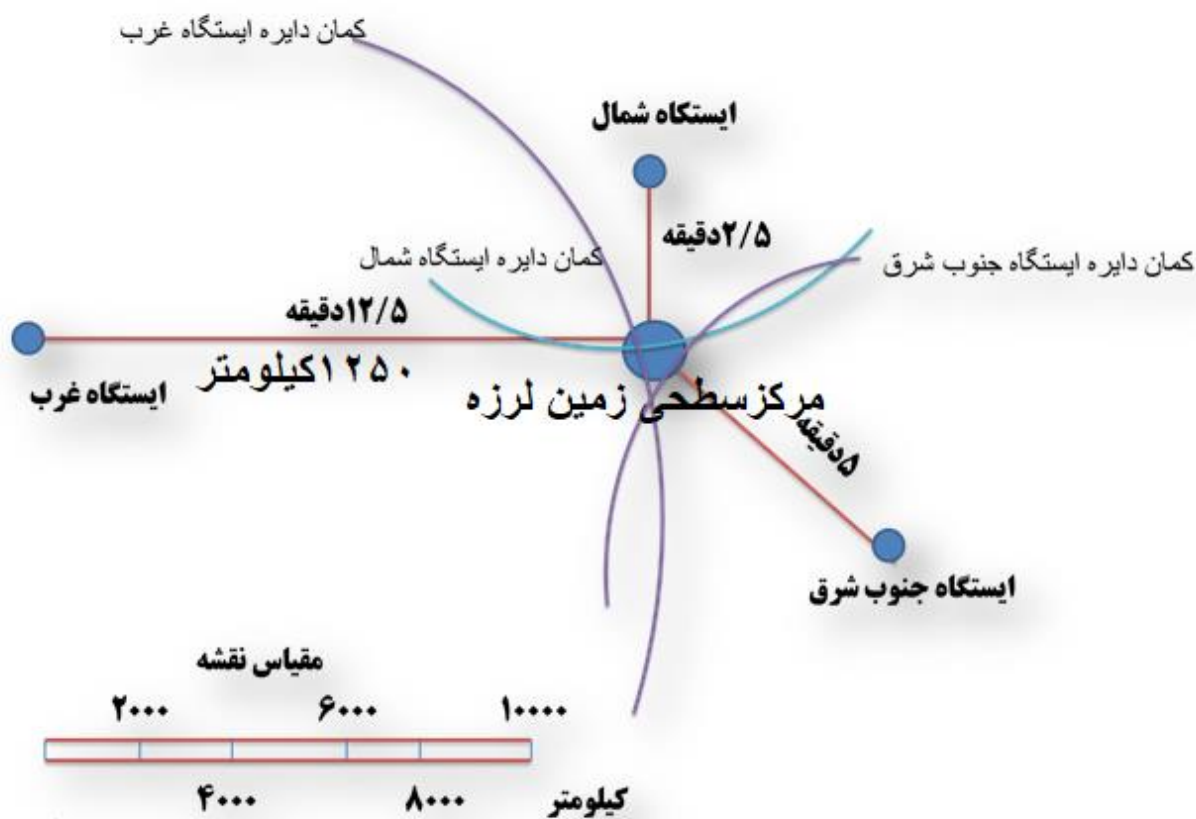 کمان دایره ایستگاه غرب
ایستکاه شمال
۲/۵دقیقه
کمان دایره ایستگاه شمال
کمان دایره ایستگاه جنوب شرق
۱۲/۵دقیقه
۱۲۵۰کیلومتر
ایستگاه غرب
مرکزسطحی زمین لرزه
۵دقیقه
ایستگاه جنوب شرق
مقیاس نقشه
۲۰۰۰ ۶۰۰۰ ۱۰۰۰۰
۴۰۰۰ ۸۰۰۰ کیلومتر